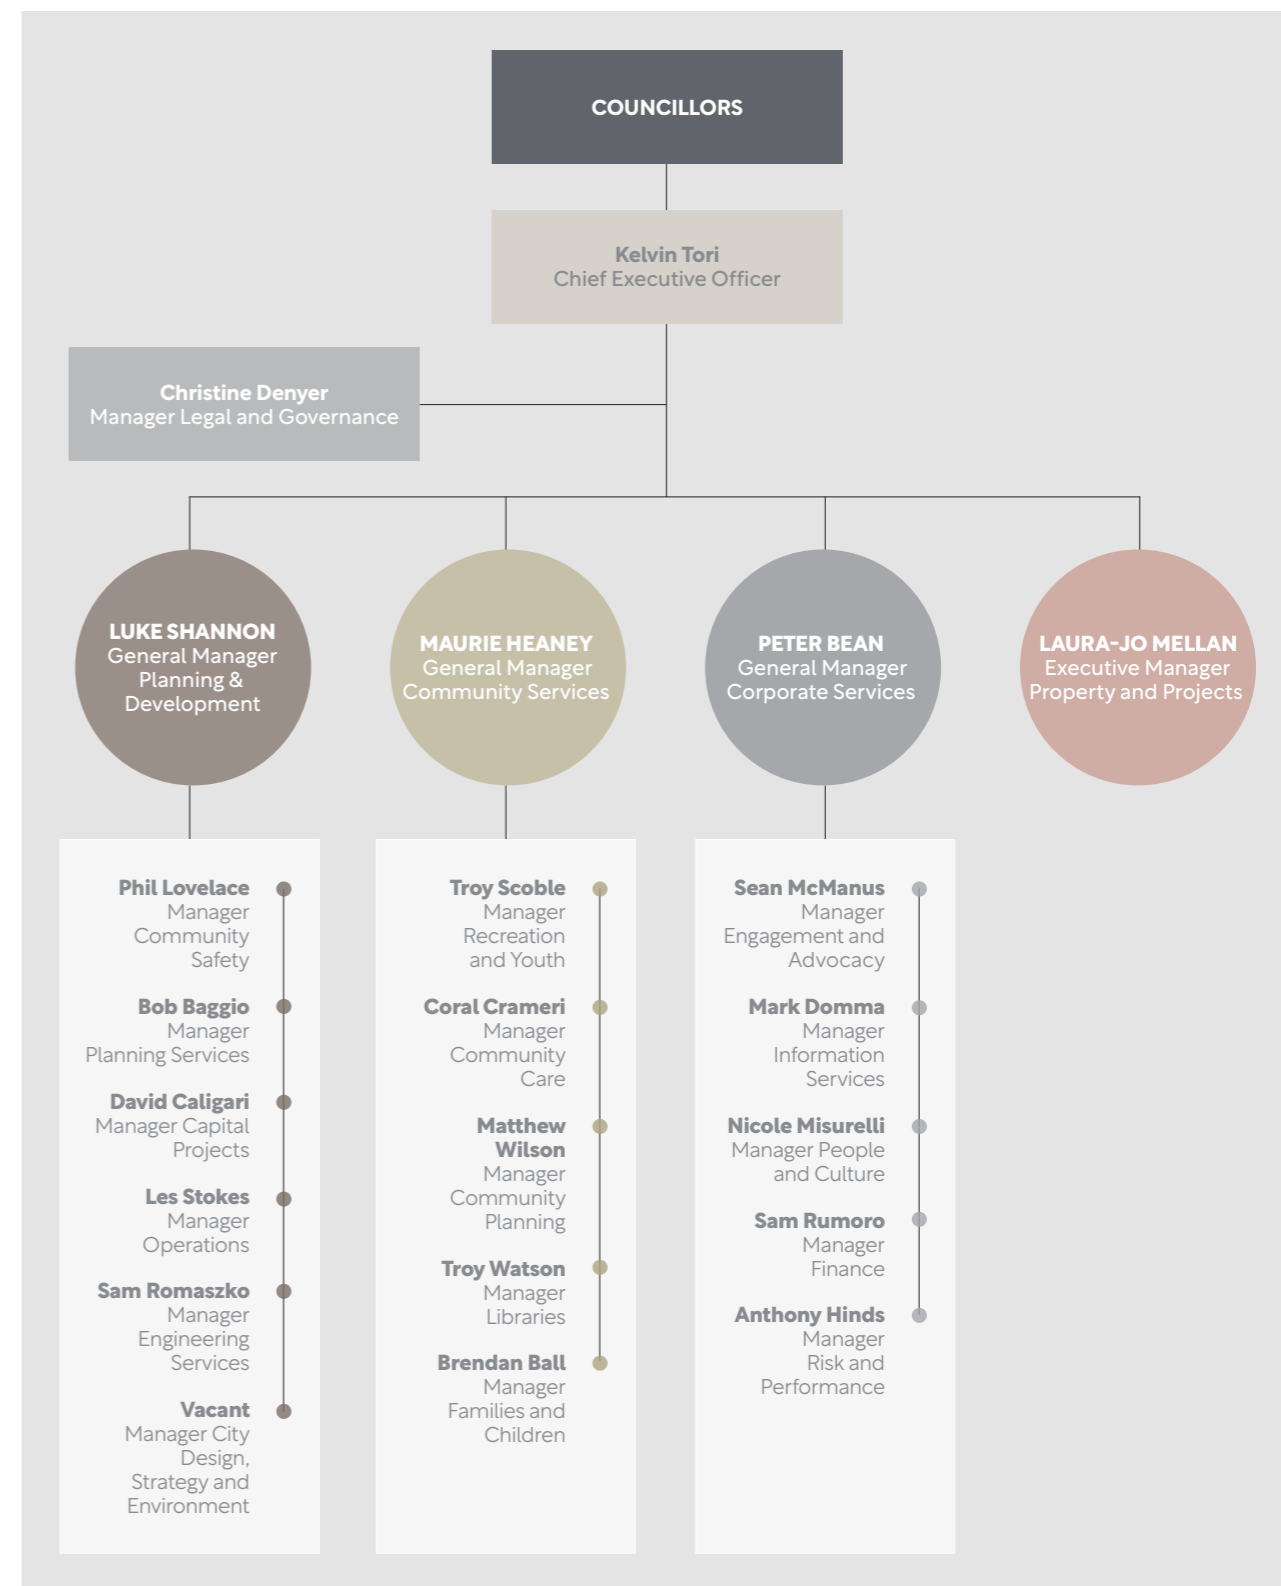 COUNCILLORS
Kelvin Tori
Chief Executive Officer
Christine Denyer
Manager Legal and Governance
LUKE SHANNON
General Manager
Planning &
Development
MAURIE HEANEY
General Manager
Community Services
PETER BEAN
General Manager
Corporate Services
LAURA-JO MELLAN
Executive Manager
Property and Projects
Phil Lovelace
Manager
Community
Safety
Bob Baggio
Manager
Planning Services
David Caligari
Manager Capital
Projects
Les Stokes
Manager
Operations
Sam Romaszko
Manager
Engineering
Services
Vacant
Manager City
Design,
Strategy and
Environment
Troy Scoble
Manager
Recreation
and Youth
Coral Crameri
Manager
Community
Care
Matthew
Wilson
Manager
Community
Planning
Troy Watson
Manager
Libraries
Brendan Ball
Manager
Families and
Children
Sean McManus
Manager
Engagement and
Advocacy
Mark Domma
Manager
Information
Services
Nicole Misurelli
Manager People
and Culture
Sam Rumoro
Manager
Finance
Anthony Hinds
Manager
Risk and
Performance